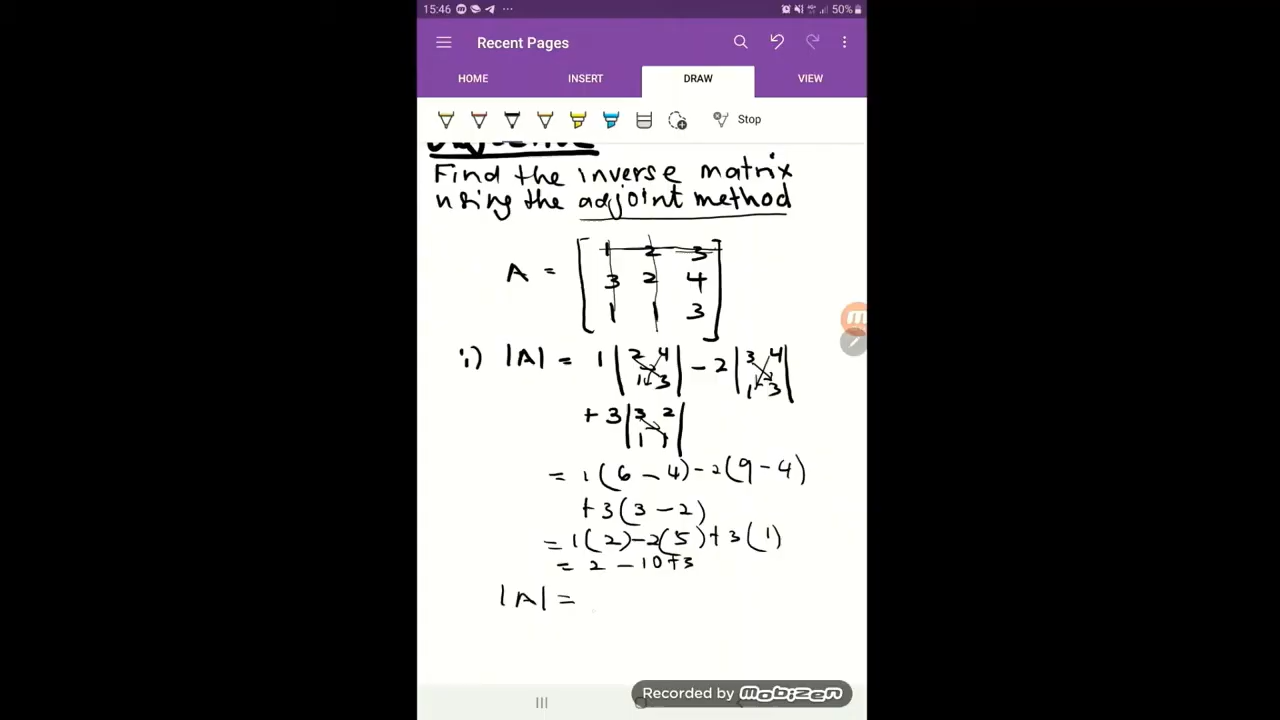 15:46 ... 50%
Recent Pages
HOME INSERT DRAW VIEW
Stop
Find the inverse matrix
using the adjoint method
A = [ 1 2 3
3 2 4
1 1 3 ]
i) |A| = 1 |2 4
1 3| - 2 |3 4
1 3|
+ 3 |3 2
1 1|
= 1(6 - 4) - 2(9 - 4)
+ 3(3 - 2)
= 1(2) - 2(5) + 3(1)
= 2 - 10 + 3
|A| =
Recorded by Mobizen